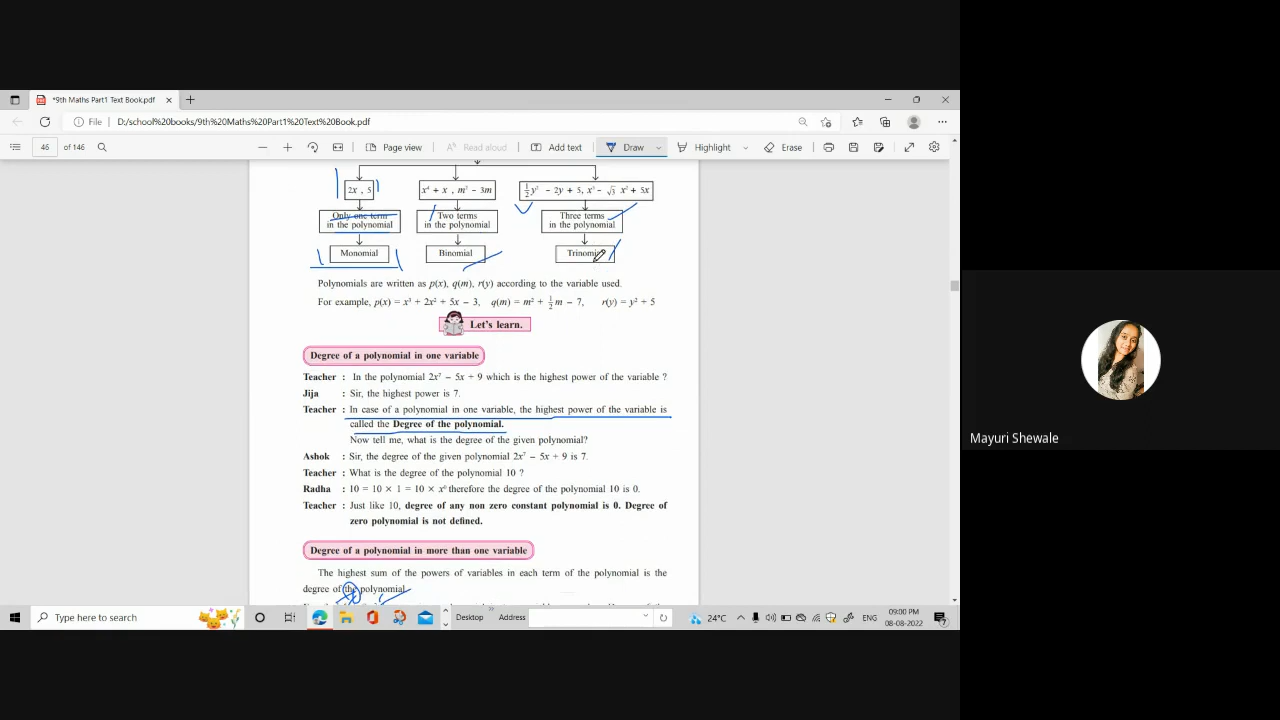 *9th Maths Part1 Text Book.pdf
File D:/school%20books/9th%20Maths%20Part1%20Text%20Book.pdf
46 of 146 Page view Read aloud Add text Draw Highlight Erase
2x , 5 x⁴ + x , m³ − 3m 1/2 y² − 2y + 5, x³ − √3 x² + 5x
Only one term Two terms Three terms
in the polynomial in the polynomial in the polynomial
Monomial Binomial Trinomial
Polynomials are written as p(x), q(m), r(y) according to the variable used.
For example, p(x) = x³ + 2x² + 5x − 3, q(m) = m² + 1/2 m − 7, r(y) = y² + 5
Let's learn.
Degree of a polynomial in one variable
Teacher : In the polynomial 2x⁷ − 5x + 9 which is the highest power of the variable ?
Jija : Sir, the highest power is 7.
Teacher : In case of a polynomial in one variable, the highest power of the variable is
called the Degree of the polynomial.
Now tell me, what is the degree of the given polynomial?
Ashok : Sir, the degree of the given polynomial 2x⁷ − 5x + 9 is 7.
Teacher : What is the degree of the polynomial 10 ?
Radha : 10 = 10 × 1 = 10 × x⁰ therefore the degree of the polynomial 10 is 0.
Teacher : Just like 10, degree of any non zero constant polynomial is 0. Degree of
zero polynomial is not defined.
Degree of a polynomial in more than one variable
The highest sum of the powers of variables in each term of the polynomial is the
degree of the polynomial.
Type here to search Desktop Address 24°C ENG 09:00 PM
08-08-2022
Mayuri Shewale